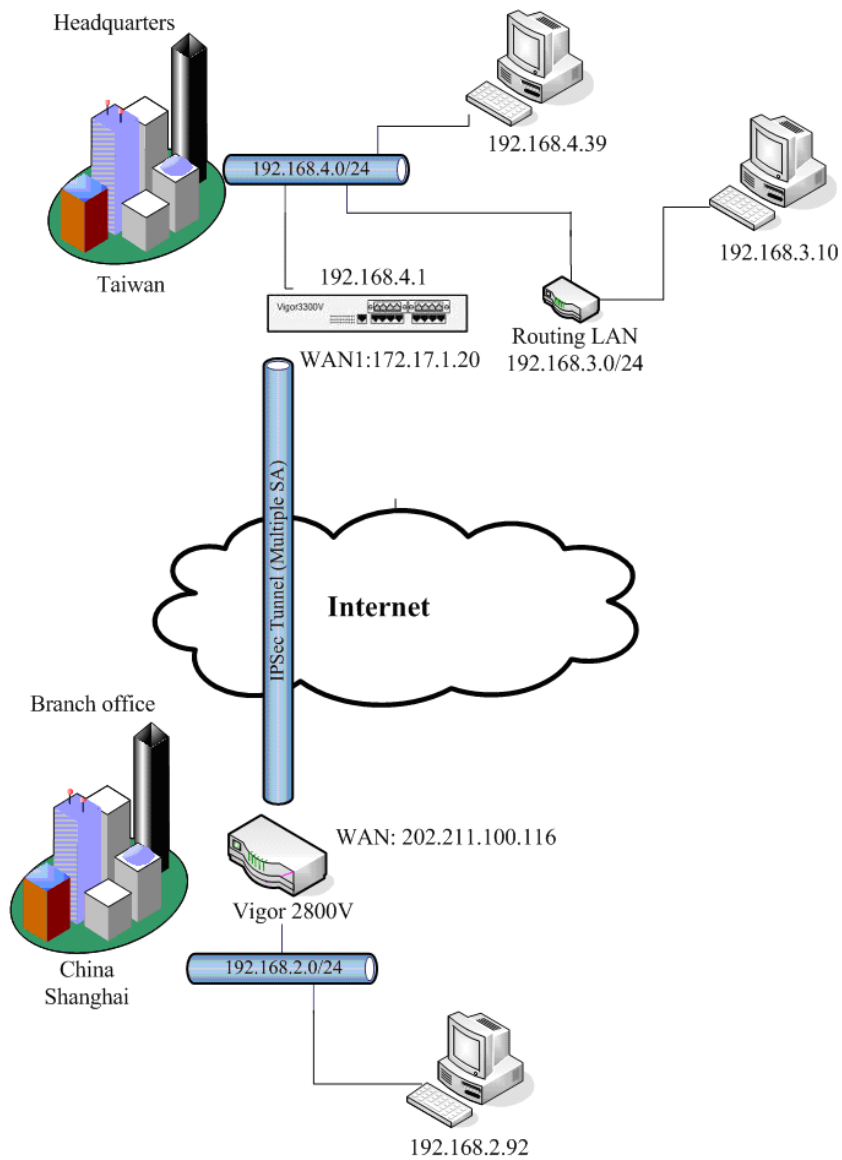 Headquarters
192.168.4.39
192.168.4.0/24
192.168.3.10
Taiwan
192.168.4.1
Vigor3300V
WAN1:172.17.1.20
Routing LAN
192.168.3.0/24
IPSec Tunnel (Multiple SA)
Internet
Branch office
WAN: 202.211.100.116
Vigor 2800V
China
Shanghai
192.168.2.0/24
192.168.2.92